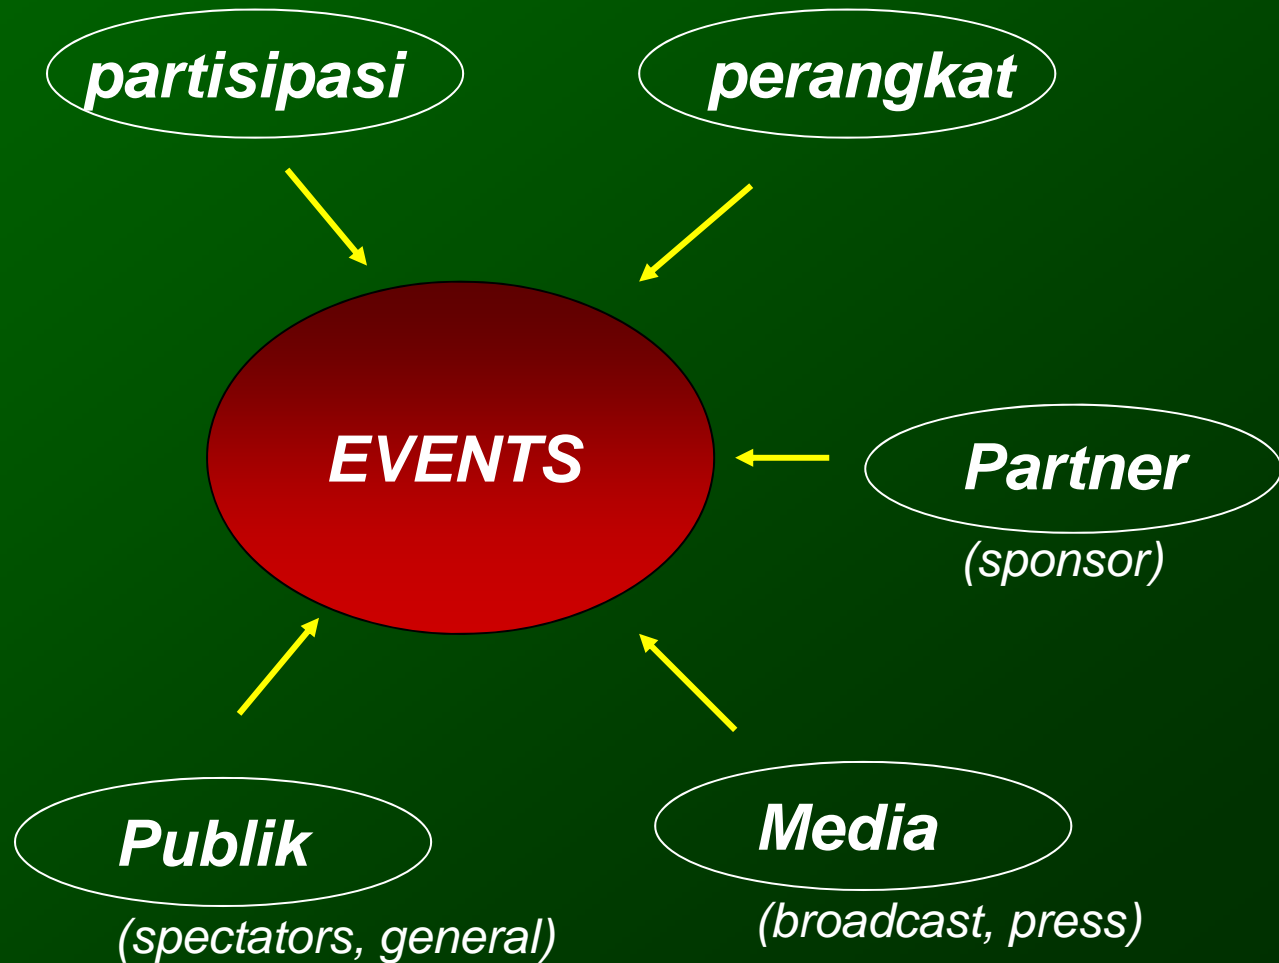 partisipasi
perangkat
EVENTS
Partner
(sponsor)
Publik
(spectators, general)
Media
(broadcast, press)